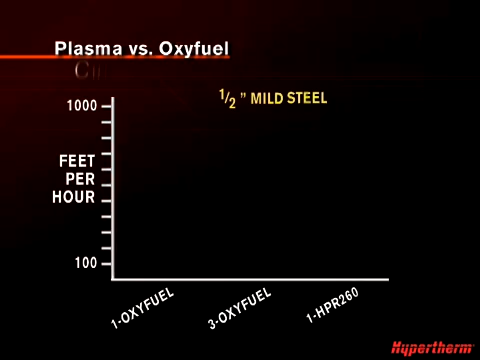 Plasma vs. Oxyfuel
1/2 " MILD STEEL
1000
FEET
PER
HOUR
100
1-OXYFUEL
3-OXYFUEL
1-HPR260
Hypertherm